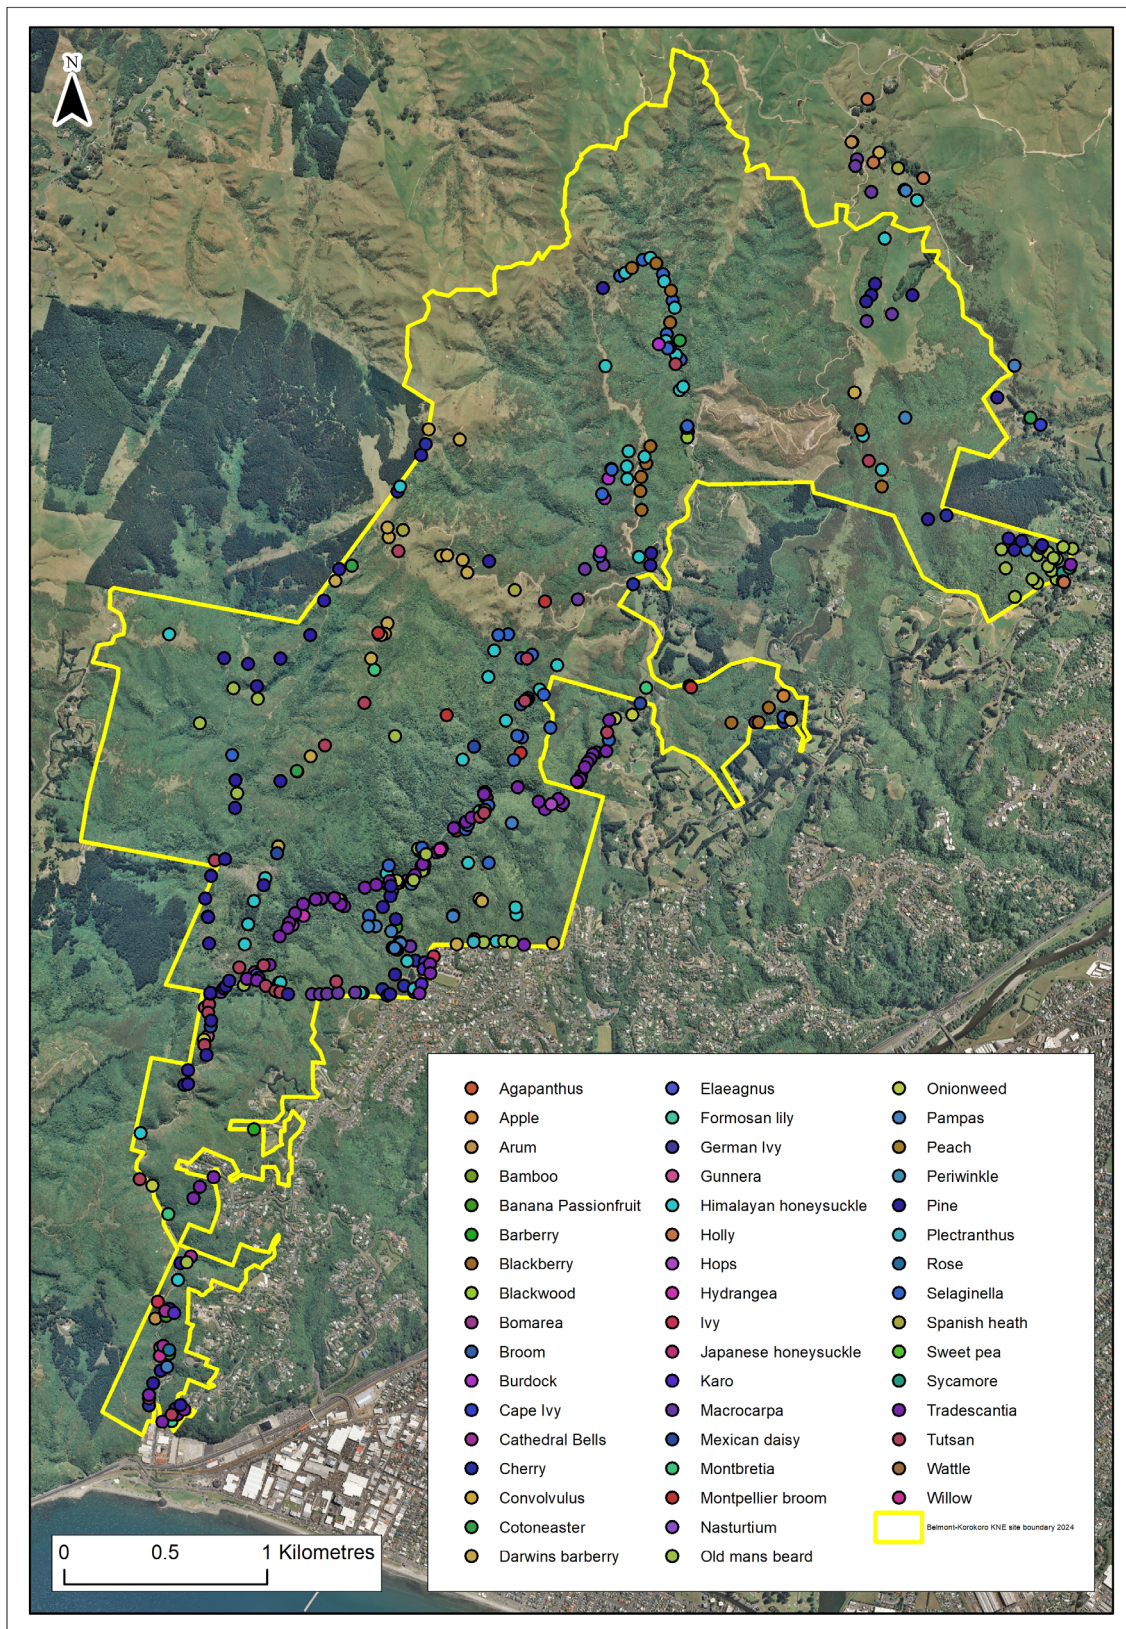 N
Agapanthus
Apple
Arum
Bamboo
Banana Passionfruit
Barberry
Blackberry
Blackwood
Bomarea
Broom
Burdock
Cape Ivy
Cathedral Bells
Cherry
Convolvulus
Cotoneaster
Darwins barberry
Elaeagnus
Formosan lily
German Ivy
Gunnera
Himalayan honeysuckle
Holly
Hops
Hydrangea
Ivy
Japanese honeysuckle
Karo
Macrocarpa
Mexican daisy
Montbretia
Montpellier broom
Nasturtium
Old mans beard
Onionweed
Pampas
Peach
Periwinkle
Pine
Plectranthus
Rose
Selaginella
Spanish heath
Sweet pea
Sycamore
Tradescantia
Tutsan
Wattle
Willow
Belmont-Korokoro KNE site boundary 2024
0 0.5 1 Kilometres